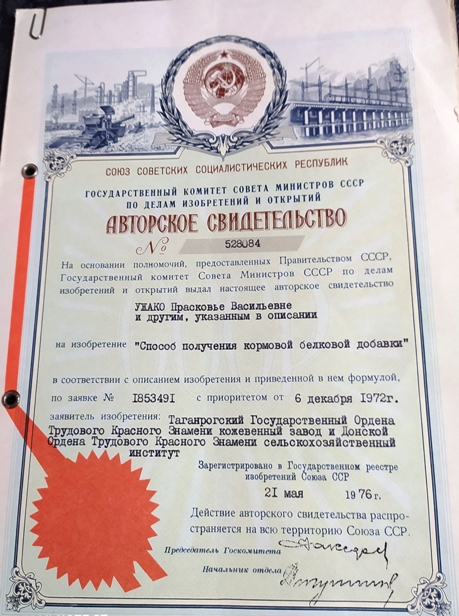 СОЮЗ СОВЕТСКИХ СОЦИАЛИСТИЧЕСКИХ РЕСПУБЛИК
ГОСУДАРСТВЕННЫЙ КОМИТЕТ СОВЕТА МИНИСТРОВ СССР
ПО ДЕЛАМ ИЗОБРЕТЕНИЙ И ОТКРЫТИЙ
АВТОРСКОЕ СВИДЕТЕЛЬСТВО
№ 528084
На основании полномочий, предоставленных Правительством СССР,
Государственный комитет Совета Министров СССР по делам
изобретений и открытий выдал настоящее авторское свидетельство
УЖАКО Прасковье Васильевне
и другим, указанным в описании
на изобретение "Способ получения кормовой белковой добавки"
в соответствии с описанием изобретения и приведенной в нем формулой,
по заявке № I85349I с приоритетом от 6 декабря 1972г.
заявитель изобретения: Таганрогский Государственный Ордена
Трудового Красного Знамени кожевенный завод и Донской
Ордена Трудового Красного Знамени сельскохозяйственный
институт
Зарегистрировано в Государственном реестре
изобретений Союза ССР
2I мая 1976г.
Действие авторского свидетельства распро-
страняется на всю территорию Союза ССР.
Председатель Госкомитета
Начальник отдела